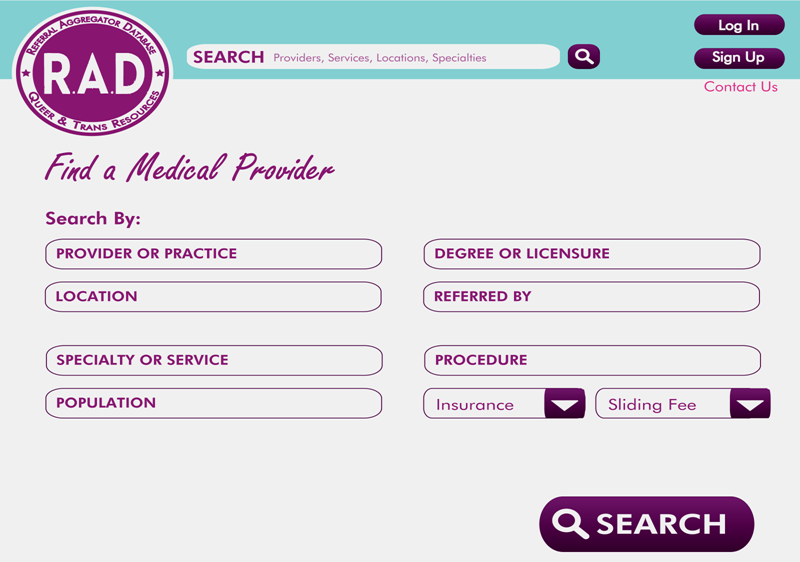 REFERRAL AGGREGATOR DATABASE
R.A.D
QUEER & TRANS RESOURCES
SEARCH Providers, Services, Locations, Specialties
Log In
Sign Up
Contact Us
Find a Medical Provider
Search By:
PROVIDER OR PRACTICE
DEGREE OR LICENSURE
LOCATION
REFERRED BY
SPECIALTY OR SERVICE
PROCEDURE
POPULATION
Insurance
Sliding Fee
SEARCH